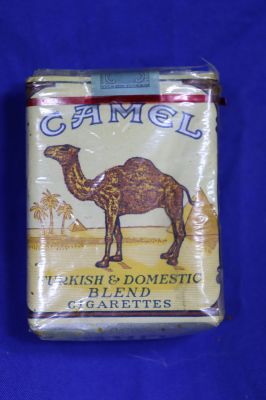 CAMEL
TURKISH & DOMESTIC
BLEND
CIGARETTES